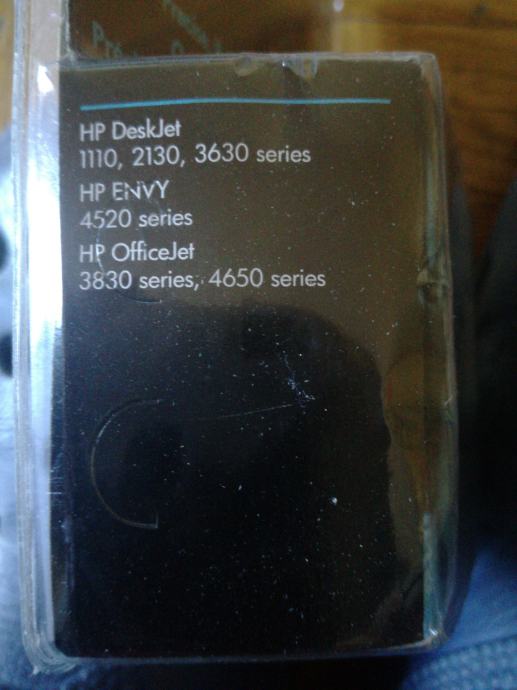 HP DeskJet
1110, 2130, 3630 series
HP ENVY
4520 series
HP OfficeJet
3830 series, 4650 series